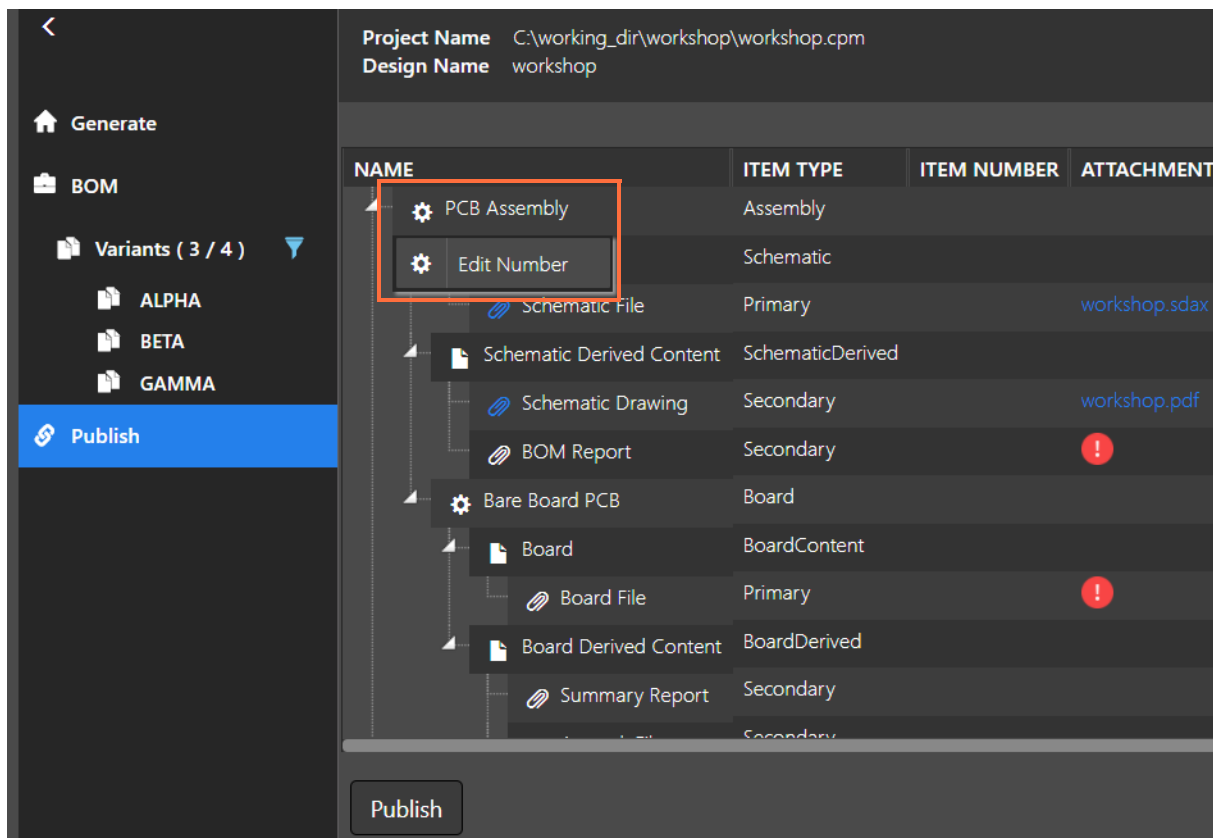 Project Name C:\working_dir\workshop\workshop.cpm
Design Name workshop
Generate
BOM
Variants ( 3 / 4 )
ALPHA
BETA
GAMMA
Publish
NAME ITEM TYPE ITEM NUMBER ATTACHMENT
PCB Assembly Assembly
Edit Number Schematic
Schematic File Primary workshop.sdax
Schematic Derived Content SchematicDerived
Schematic Drawing Secondary workshop.pdf
BOM Report Secondary
Bare Board PCB Board
Board BoardContent
Board File Primary
Board Derived Content BoardDerived
Summary Report Secondary
Secondary
Publish